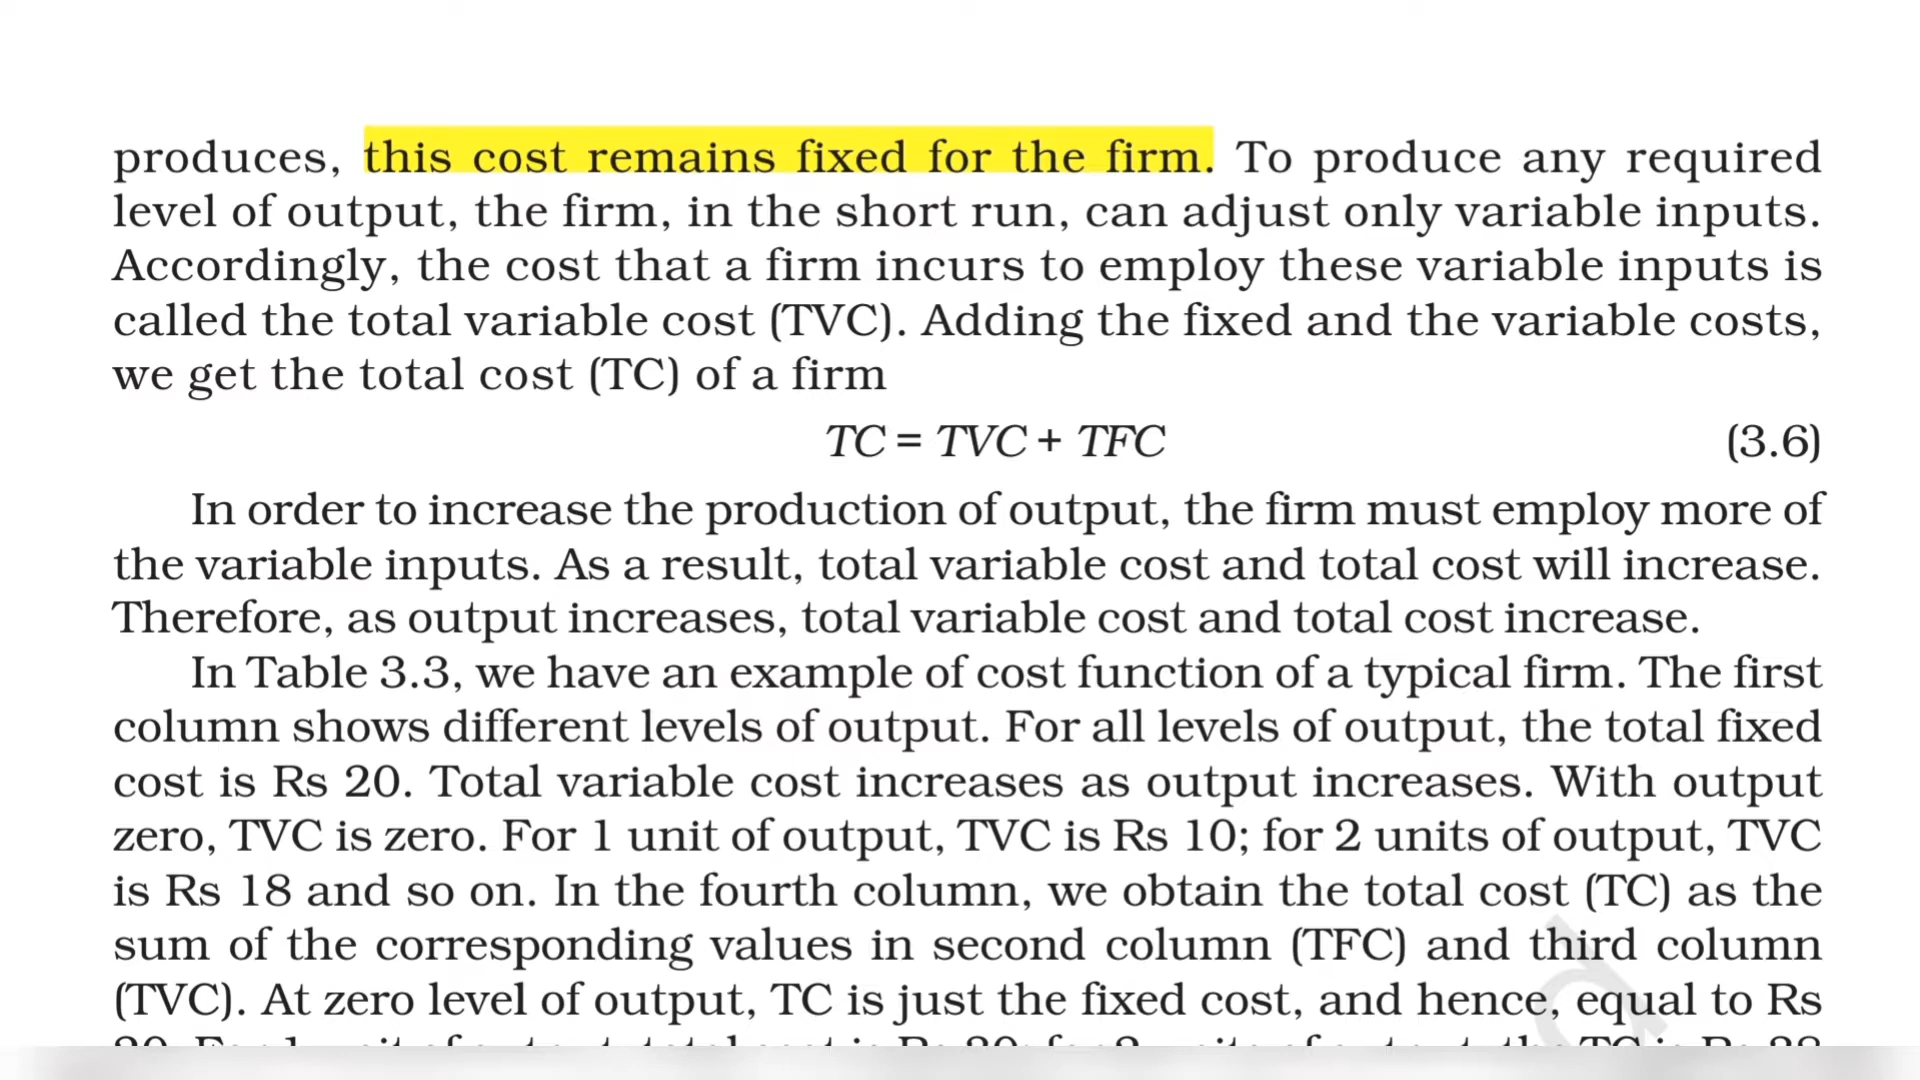 produces, this cost remains fixed for the firm. To produce any required
level of output, the firm, in the short run, can adjust only variable inputs.
Accordingly, the cost that a firm incurs to employ these variable inputs is
called the total variable cost (TVC). Adding the fixed and the variable costs,
we get the total cost (TC) of a firm
TC = TVC + TFC (3.6)
In order to increase the production of output, the firm must employ more of
the variable inputs. As a result, total variable cost and total cost will increase.
Therefore, as output increases, total variable cost and total cost increase.
In Table 3.3, we have an example of cost function of a typical firm. The first
column shows different levels of output. For all levels of output, the total fixed
cost is Rs 20. Total variable cost increases as output increases. With output
zero, TVC is zero. For 1 unit of output, TVC is Rs 10; for 2 units of output, TVC
is Rs 18 and so on. In the fourth column, we obtain the total cost (TC) as the
sum of the corresponding values in second column (TFC) and third column
(TVC). At zero level of output, TC is just the fixed cost, and hence, equal to Rs